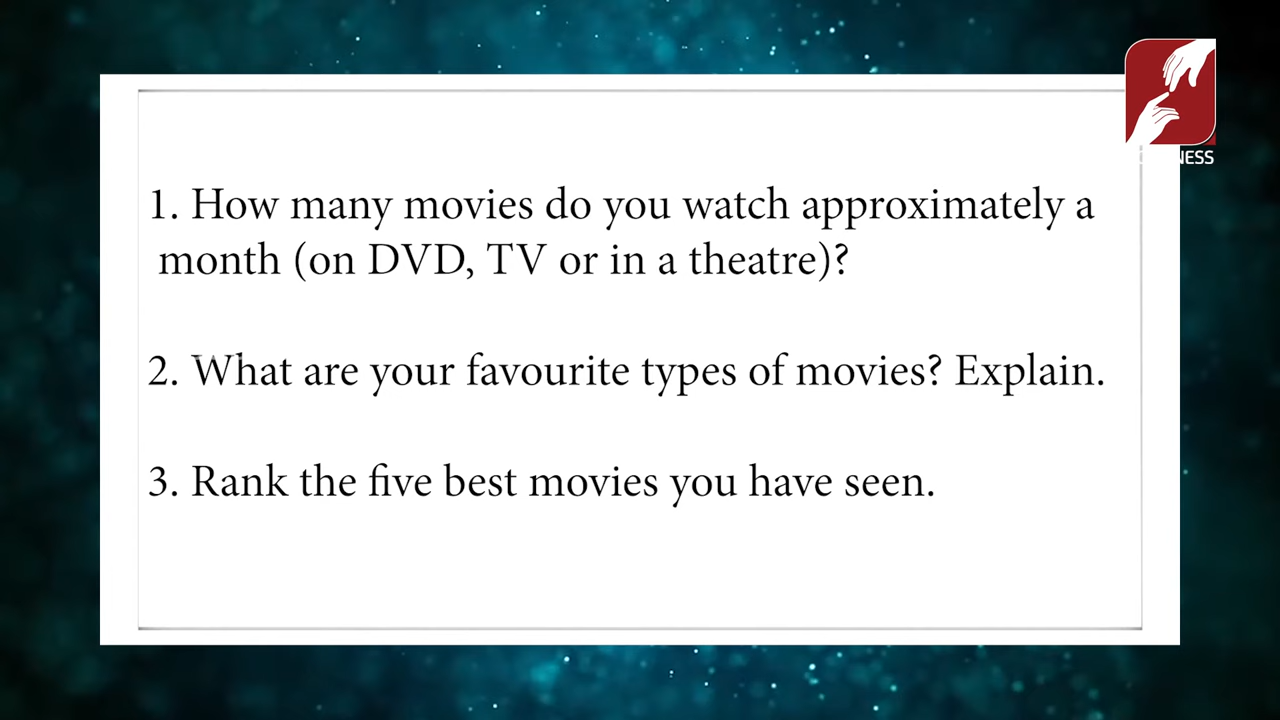 1. How many movies do you watch approximately a
month (on DVD, TV or in a theatre)?
2. What are your favourite types of movies? Explain.
3. Rank the five best movies you have seen.